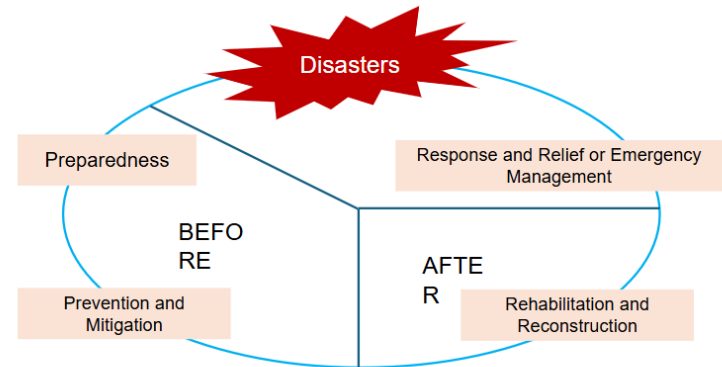 Disasters
Preparedness
Response and Relief or Emergency
Management
BEFO
RE
AFTE
R
Prevention and
Mitigation
Rehabilitation and
Reconstruction